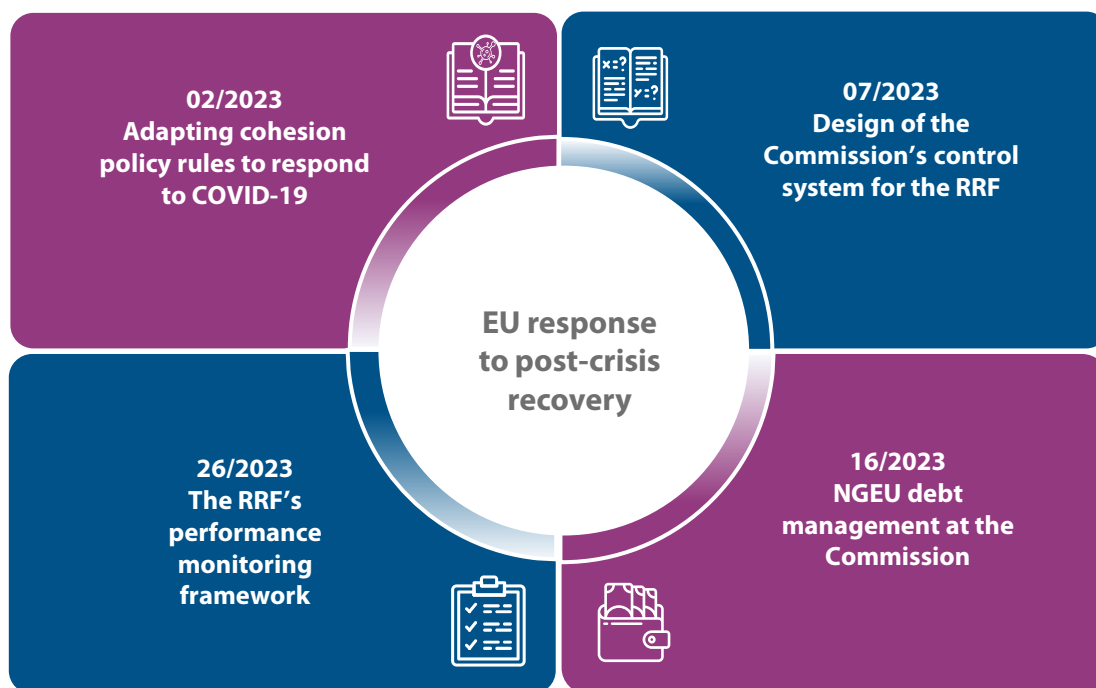 02/2023
Adapting cohesion
policy rules to respond
to COVID-19
x=?
y=?
07/2023
Design of the
Commission's control
system for the RRF
EU response
to post-crisis
recovery
26/2023
The RRF's
performance
monitoring
framework
16/2023
NGEU debt
management at the
Commission